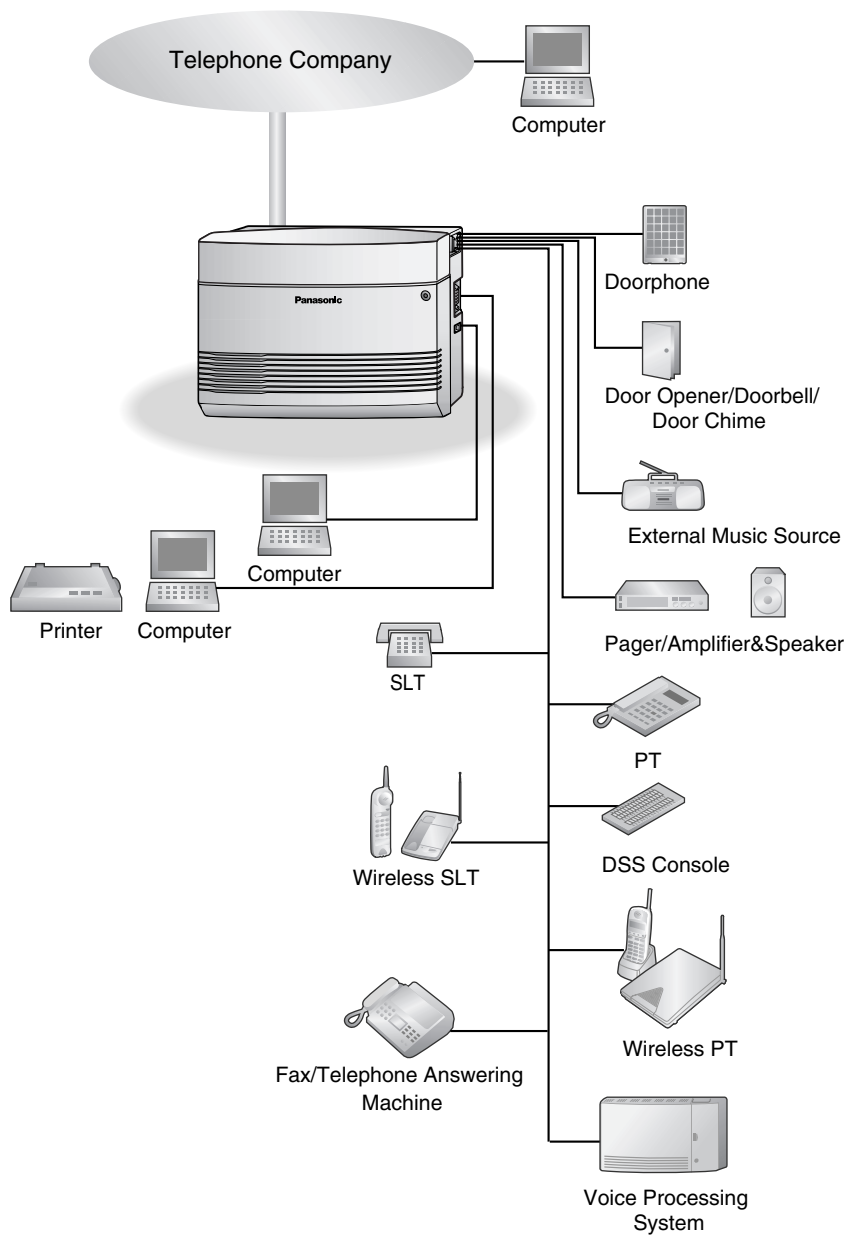 Telephone Company
Computer
Panasonic
Doorphone
Door Opener/Doorbell/
Door Chime
External Music Source
Computer
Printer
Computer
Pager/Amplifier&Speaker
SLT
PT
Wireless SLT
DSS Console
Wireless PT
Fax/Telephone Answering
Machine
Voice Processing
System